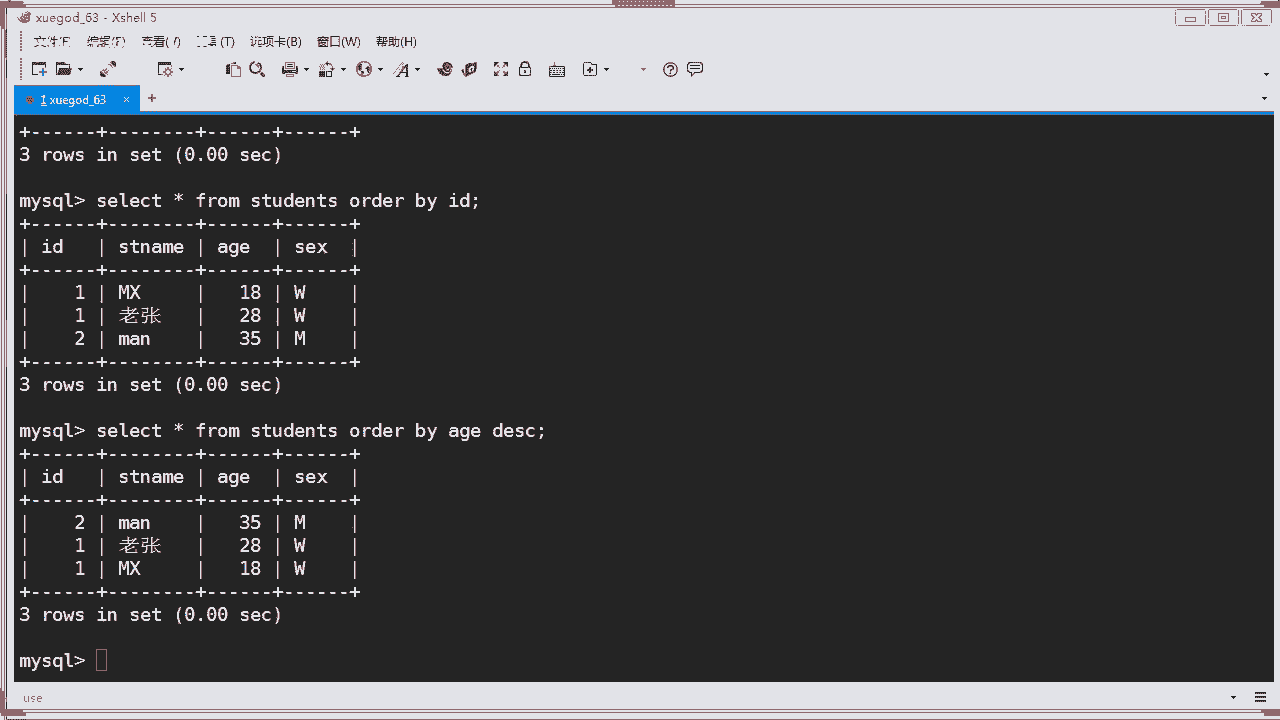 xuegod_63 - Xshell 5
文件(F) 编辑(E) 查看(V) 工具(T) 选项卡(B) 窗口(W) 帮助(H)
1 xuegod_63 × +
+------+--------+------+------+
3 rows in set (0.00 sec)
mysql> select * from students order by id;
+------+--------+------+------+
| id   | stname | age  | sex  |
+------+--------+------+------+
|    1 | MX     |   18 | W    |
|    1 | 老张   |   28 | W    |
|    2 | man    |   35 | M    |
+------+--------+------+------+
3 rows in set (0.00 sec)
mysql> select * from students order by age desc;
+------+--------+------+------+
| id   | stname | age  | sex  |
+------+--------+------+------+
|    2 | man    |   35 | M    |
|    1 | 老张   |   28 | W    |
|    1 | MX     |   18 | W    |
+------+--------+------+------+
3 rows in set (0.00 sec)
mysql>
use